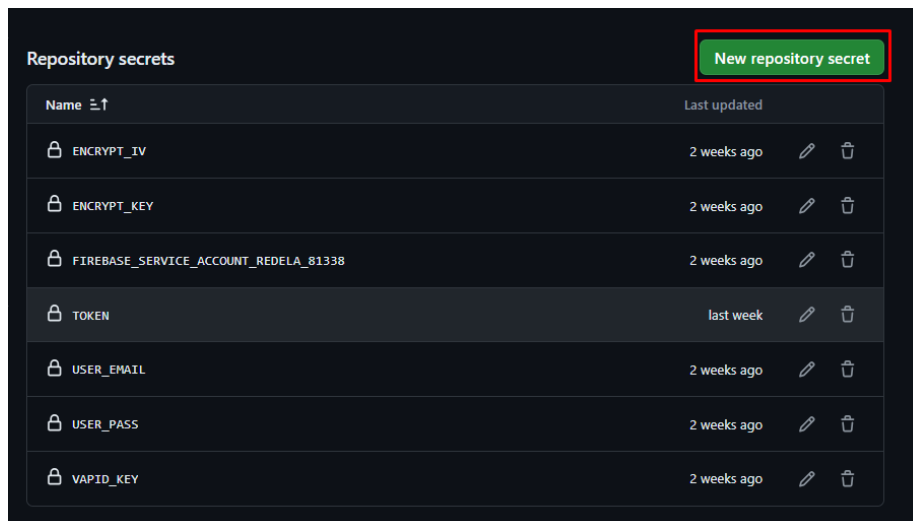 Repository secrets
New repository secret
Name
Last updated
ENCRYPT_IV
2 weeks ago
ENCRYPT_KEY
2 weeks ago
FIREBASE_SERVICE_ACCOUNT_REDELA_81338
2 weeks ago
TOKEN
last week
USER_EMAIL
2 weeks ago
USER_PASS
2 weeks ago
VAPID_KEY
2 weeks ago